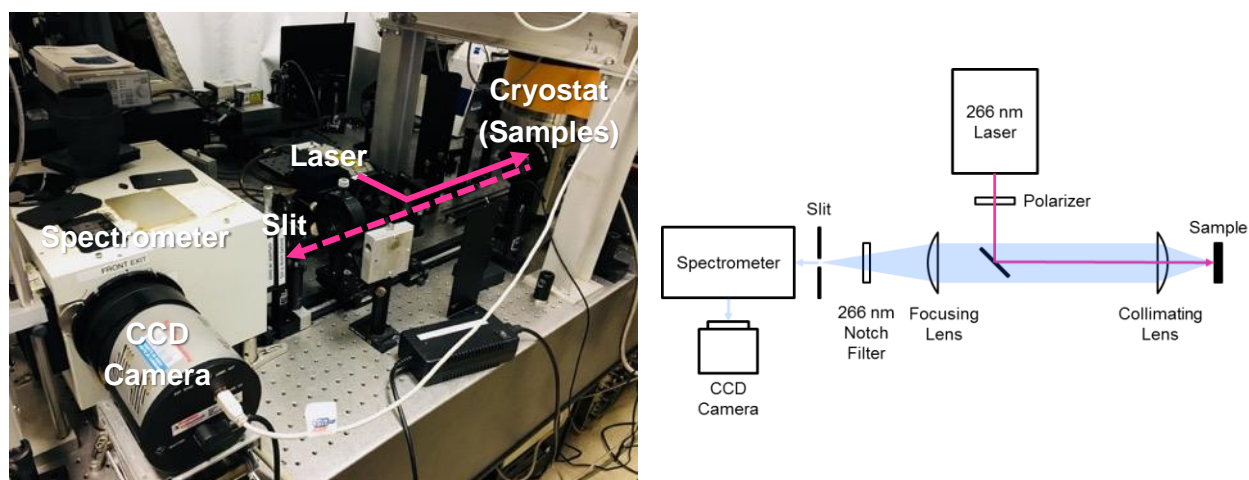 Cryostat
(Samples)
Laser
Slit
Spectrometer
FRONT EXIT
CCD
Camera
266 nm
Laser
Polarizer
Slit
Sample
Spectrometer
266 nm
Notch
Filter
Focusing
Lens
Collimating
Lens
CCD
Camera